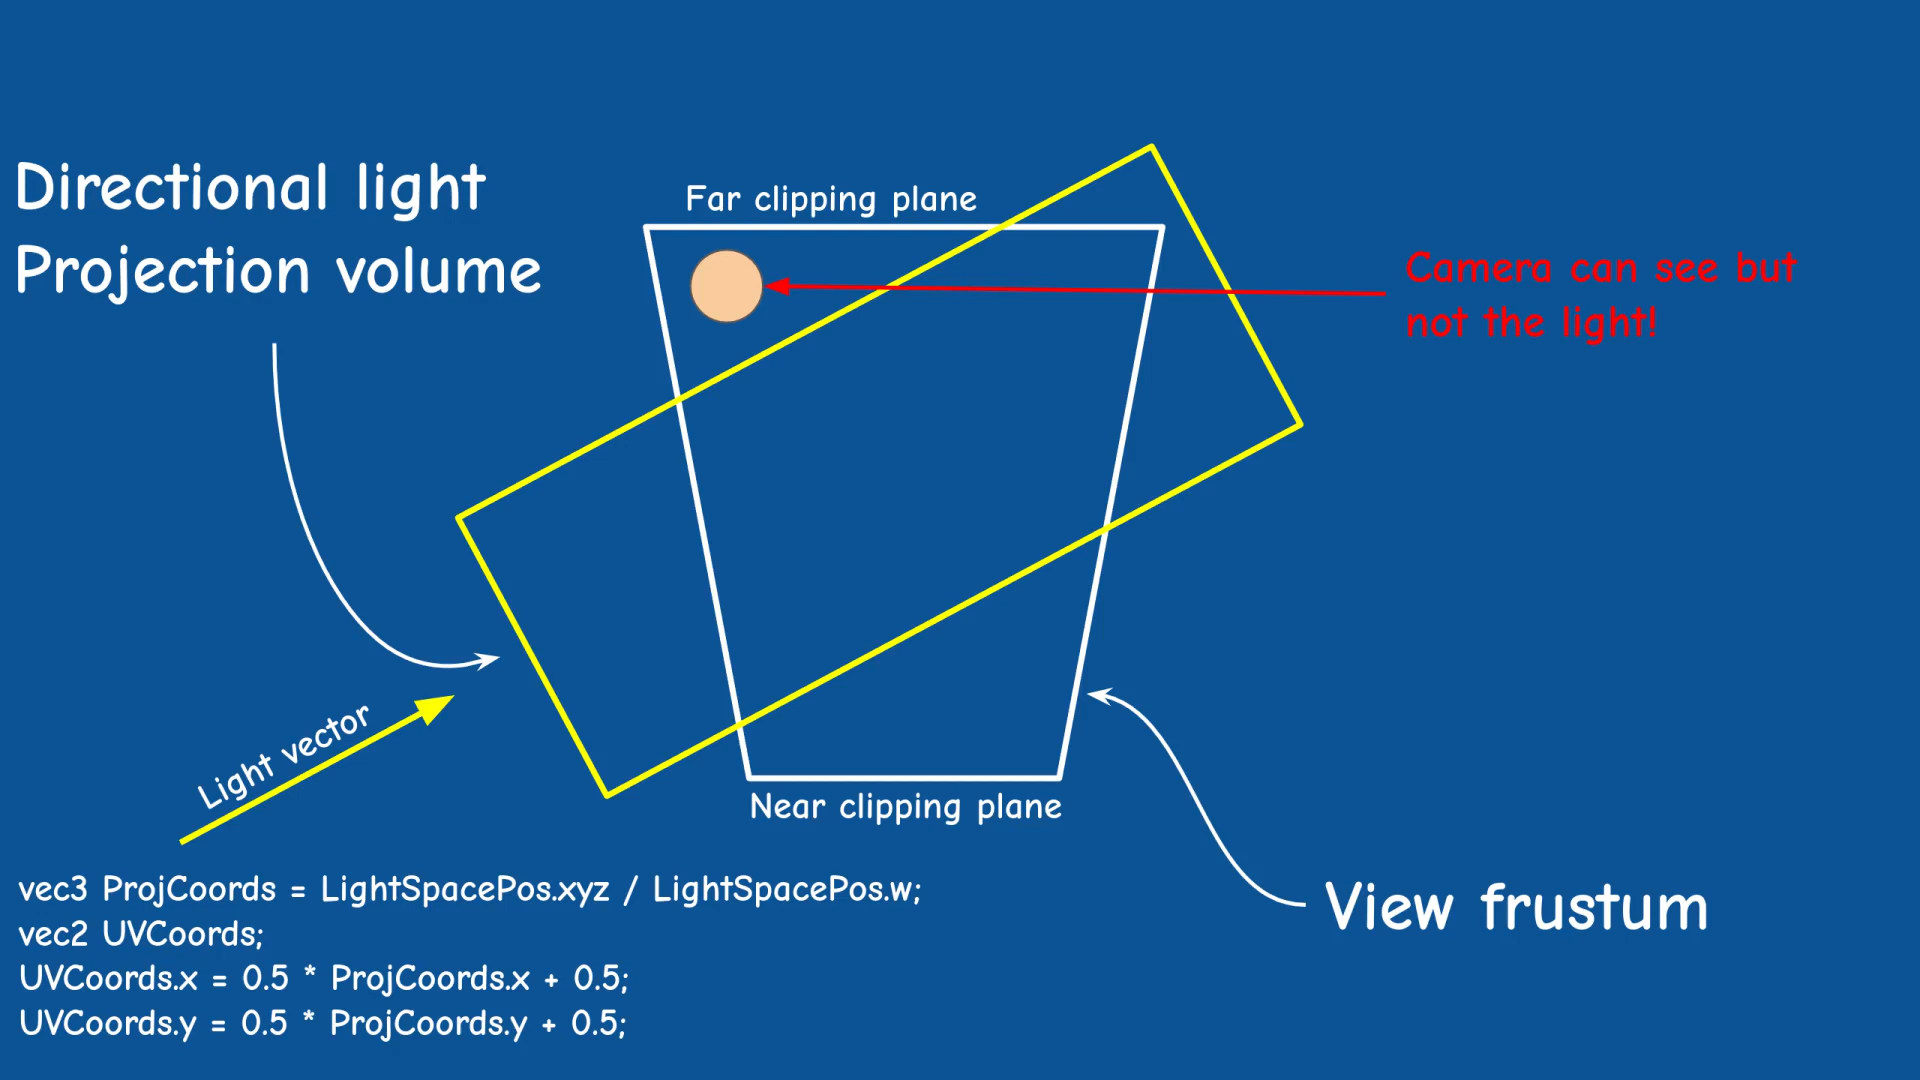 Directional light
Projection volume
Far clipping plane
Camera can see but
not the light!
Light vector
Near clipping plane
View frustum
vec3 ProjCoords = LightSpacePos.xyz / LightSpacePos.w;
vec2 UVCoords;
UVCoords.x = 0.5 * ProjCoords.x + 0.5;
UVCoords.y = 0.5 * ProjCoords.y + 0.5;